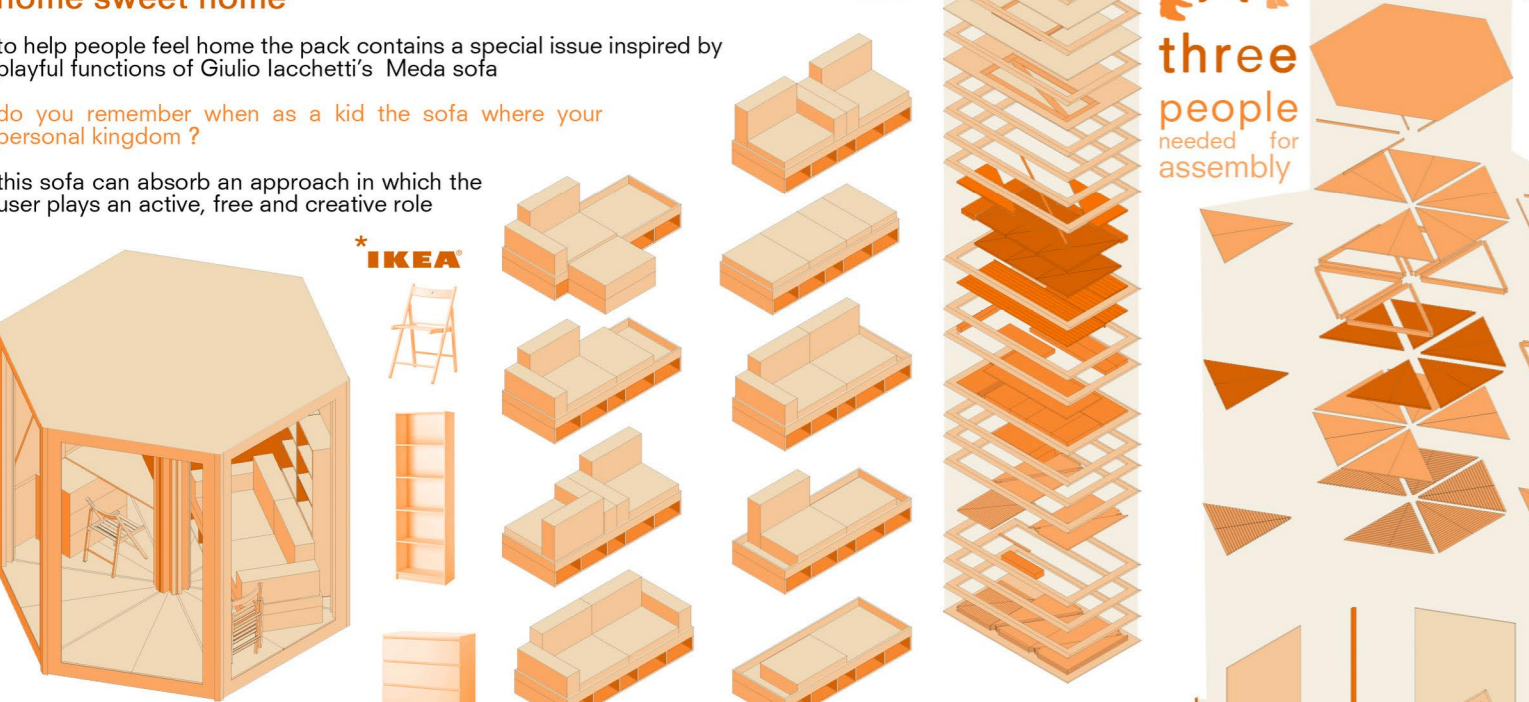 home sweet home
to help people feel home the pack contains a special issue inspired by
playful functions of Giulio Iacchetti's Meda sofa
do you remember when as a kid the sofa where your
personal kingdom ?
this sofa can absorb an approach in which the
user plays an active, free and creative role
*IKEA®
three
people
needed for
assembly